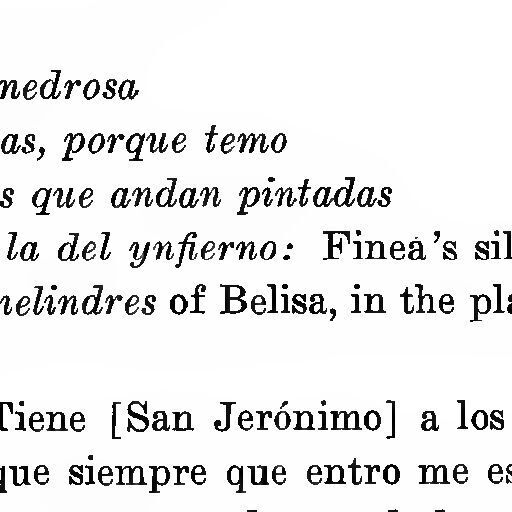 nedrosa
as, porque temo
s que andan pintadas
la del ynfierno: Finea's sil
nelindres of Belisa, in the pla
Tiene [San Jerónimo] a los
que siempre que entro me es